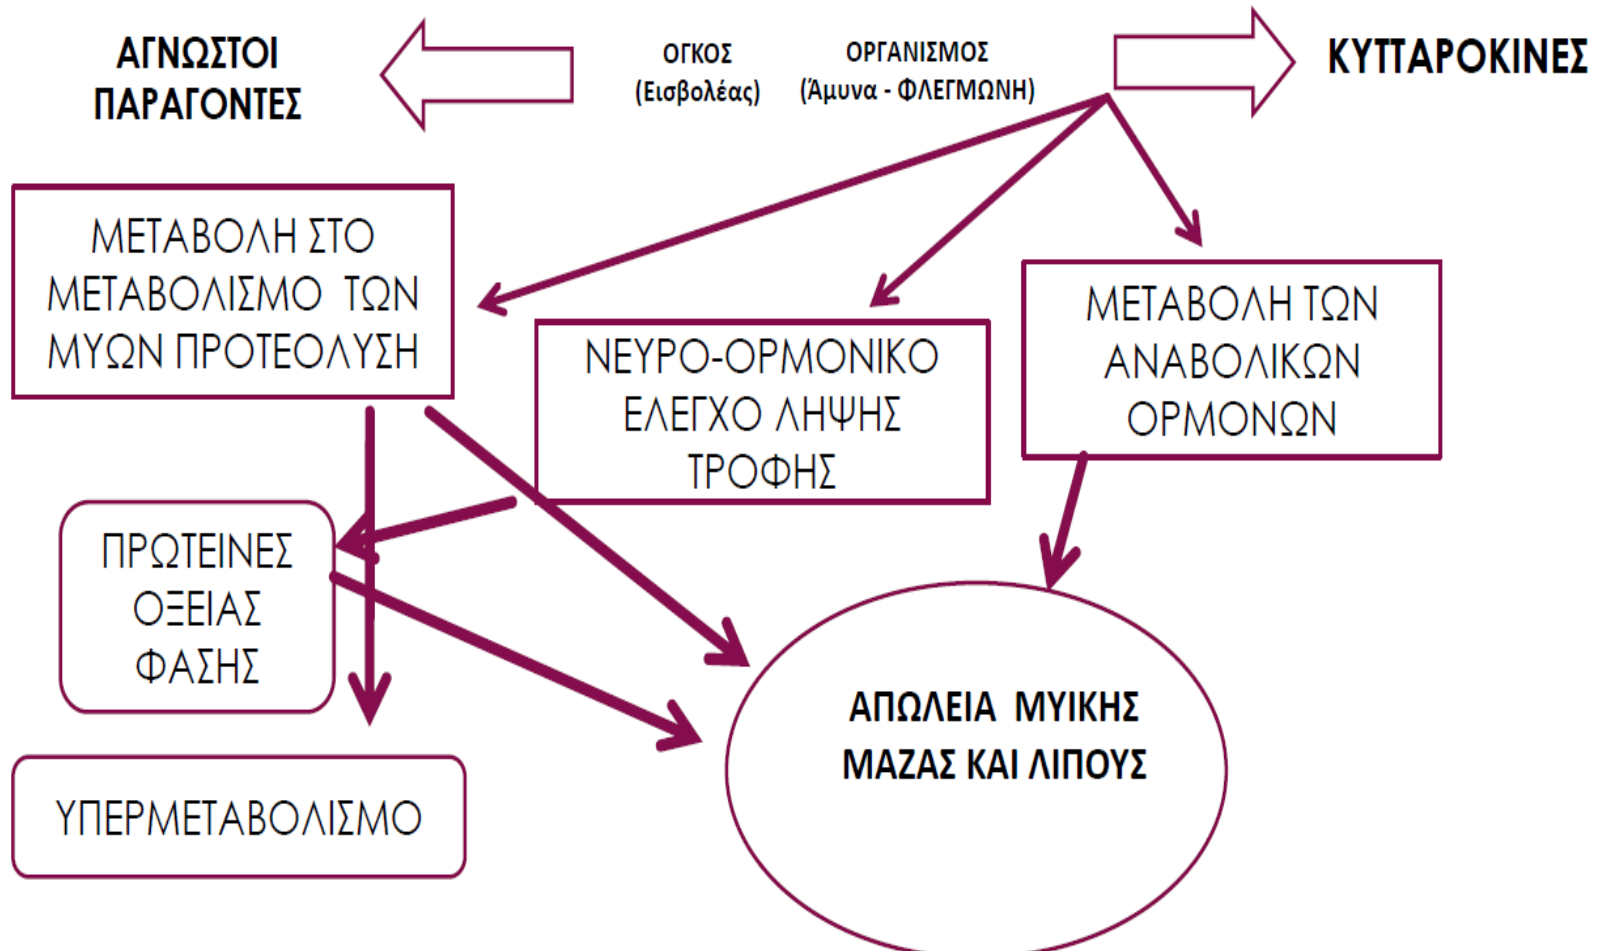 ΑΓΝΩΣΤΟΙ
ΠΑΡΑΓΟΝΤΕΣ
ΟΓΚΟΣ
(Εισβολέας)
ΟΡΓΑΝΙΣΜΟΣ
(Άμυνα - ΦΛΕΓΜΩΝΗ)
ΚΥΤΤΑΡΟΚΙΝΕΣ
ΜΕΤΑΒΟΛΗ ΣΤΟ
ΜΕΤΑΒΟΛΙΣΜΟ ΤΩΝ
ΜΥΩΝ ΠΡΟΤΕΟΛΥΣΗ
ΝΕΥΡΟ-ΟΡΜΟΝΙΚΟ
ΕΛΕΓΧΟ ΛΗΨΗΣ
ΤΡΟΦΗΣ
ΜΕΤΑΒΟΛΗ ΤΩΝ
ΑΝΑΒΟΛΙΚΩΝ
ΟΡΜΟΝΩΝ
ΠΡΩΤΕΙΝΕΣ
ΟΞΕΙΑΣ
ΦΑΣΗΣ
ΑΠΩΛΕΙΑ ΜΥΙΚΗΣ
ΜΑΖΑΣ ΚΑΙ ΛΙΠΟΥΣ
ΥΠΕΡΜΕΤΑΒΟΛΙΣΜΟ